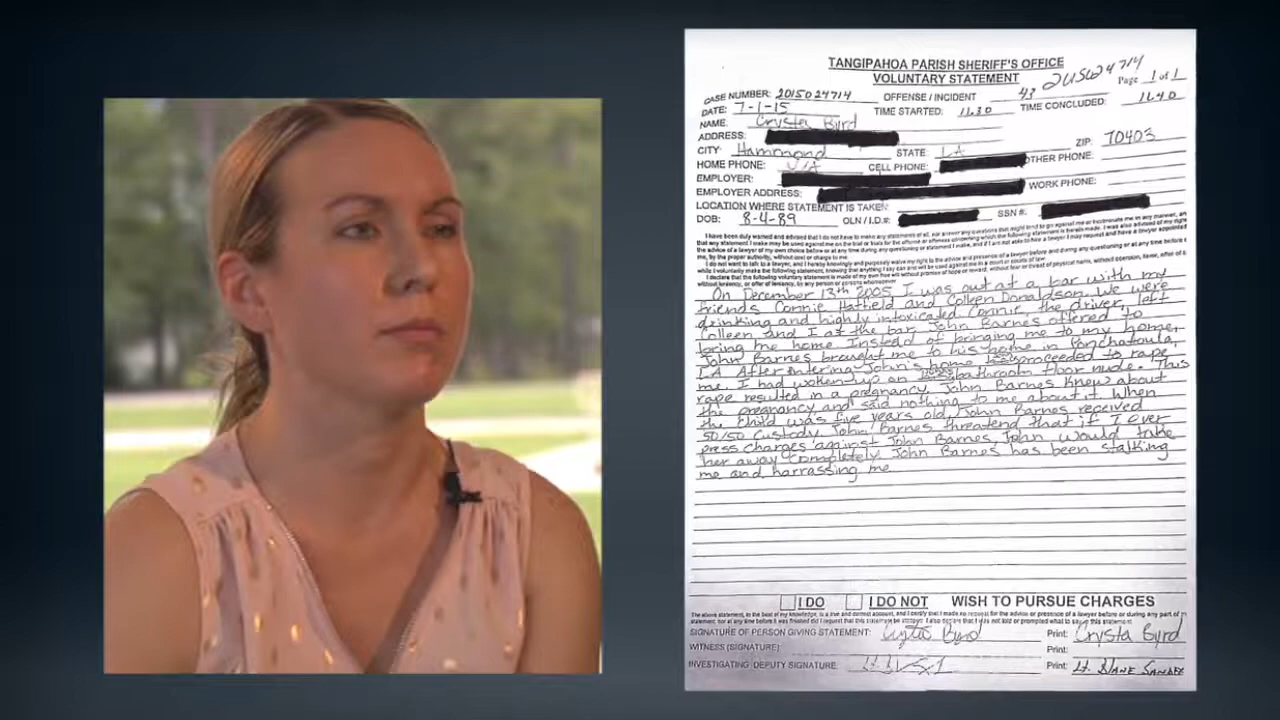 TANGIPAHOA PARISH SHERIFF'S OFFICE
VOLUNTARY STATEMENT
Page 1 of 1
CASE NUMBER: 2015024714 OFFENSE / INCIDENT 43
DATE: 7-1-15 TIME STARTED: 1630 TIME CONCLUDED: 1640
NAME: Crysta Byrd
ADDRESS:
CITY: Hammond STATE: LA ZIP: 70403
HOME PHONE: CELL PHONE: OTHER PHONE:
EMPLOYER: WORK PHONE:
EMPLOYER ADDRESS:
LOCATION WHERE STATEMENT IS TAKEN:
DOB: 8-4-89 OLN / I.D.#: SSN #:
On December 13th 2005 I was out at a bar with my
friends Connie Hatfield and Colleen Donaldson. We were
drinking and highly intoxicated Connie, the driver, left
Colleen and I at the bar. John Barnes offered to
bring me home Instead of bringing me to my home,
John Barnes brought me to his home in Ponchatoula,
LA After entering John's proceeded to rape
me. I had woken up on bathroom floor nude. This
rape resulted in a pregnancy. John Barnes knew about
the pregnancy and said nothing to me about it. When
the child was five years old, John Barnes received
50/50 custody John Barnes threatend that if I ever
press charges against John Barnes, John would take
her away completely John Barnes has been stalking
me and harrassing me
I DO I DO NOT WISH TO PURSUE CHARGES
SIGNATURE OF PERSON GIVING STATEMENT: Crysta Byrd Print: Crysta Byrd
WITNESS (SIGNATURE): Print:
INVESTIGATING DEPUTY SIGNATURE Print: Lt.